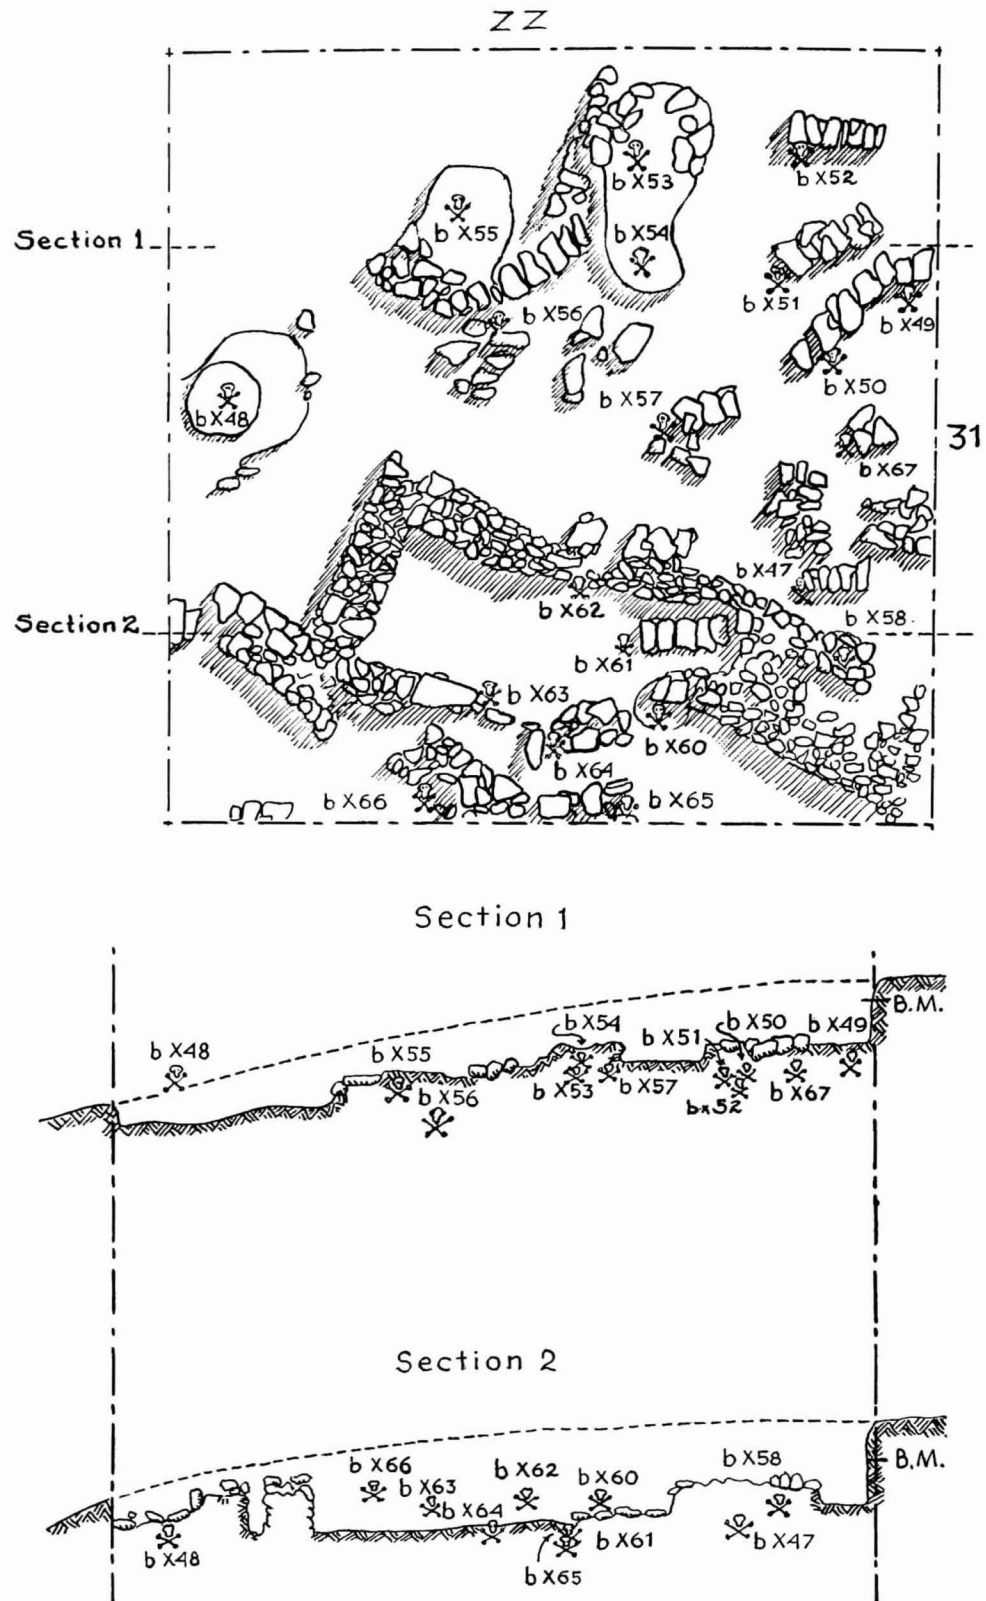 ZZ
b X53
b X52
b X55
b X54
Section 1
b X51
b X49
b X56
b X50
b X57
b X48
31
b X67
b X47
b X62
b X58.
Section 2
b X61
b X63
b X60
b X64
b X66
b X65
Section 1
B.M.
b X54
b X50
b X49
b X51
b X48
b X55
b X56
b X53
b X57
b X67
b x 52
Section 2
b X58
b X66
b X62
b X60
B.M.
b X63
b X64
b X61
b X47
b X48
b X65